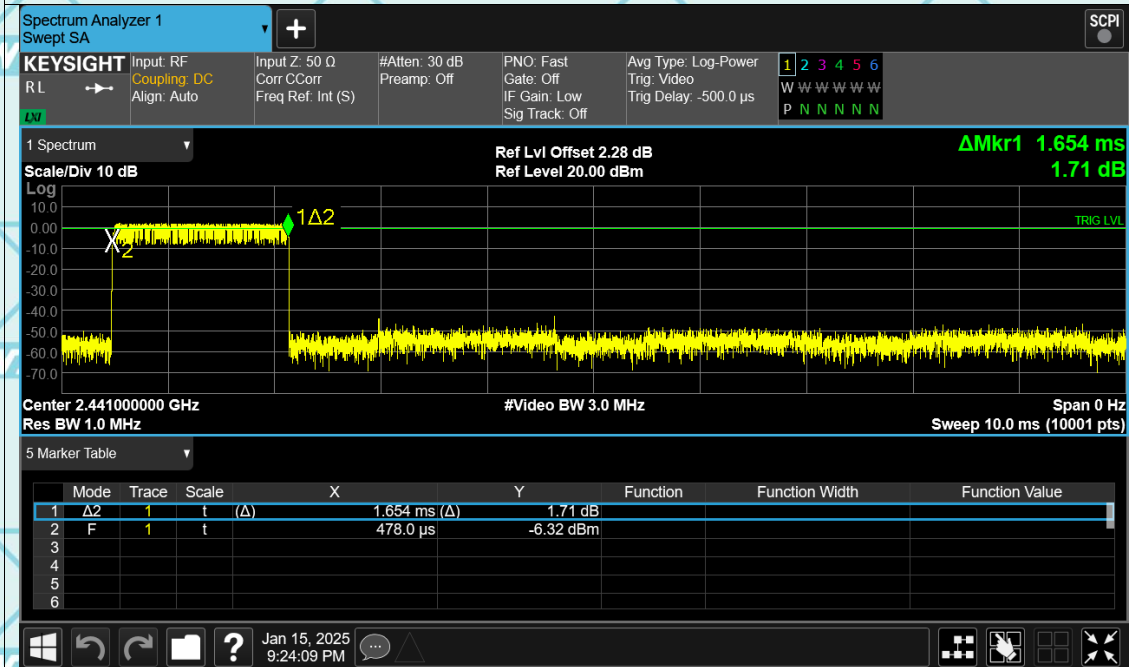 Spectrum Analyzer 1
Swept SA
+
SCPI
KEYSIGHT Input: RF Input Z: 50 Ω #Atten: 30 dB PNO: Fast Avg Type: Log-Power 1 2 3 4 5 6
RL Coupling: DC Corr CCorr Preamp: Off Gate: Off Trig: Video W W W W W W
Align: Auto Freq Ref: Int (S) IF Gain: Low Trig Delay: -500.0 µs
LXI Sig Track: Off P N N N N N
1 Spectrum Ref Lvl Offset 2.28 dB ΔMkr1 1.654 ms
Scale/Div 10 dB Ref Level 20.00 dBm 1.71 dB
Log
10.0
1Δ2
TRIG LVL
0.00
2
-10.0
-20.0
-30.0
-40.0
-50.0
-60.0
-70.0
Center 2.441000000 GHz #Video BW 3.0 MHz Span 0 Hz
Res BW 1.0 MHz Sweep 10.0 ms (10001 pts)
5 Marker Table
Mode Trace Scale X Y Function Function Width Function Value
1 Δ2 1 t (Δ) 1.654 ms (Δ) 1.71 dB
2 F 1 t 478.0 µs -6.32 dBm
3
4
5
6
? Jan 15, 2025
9:24:09 PM